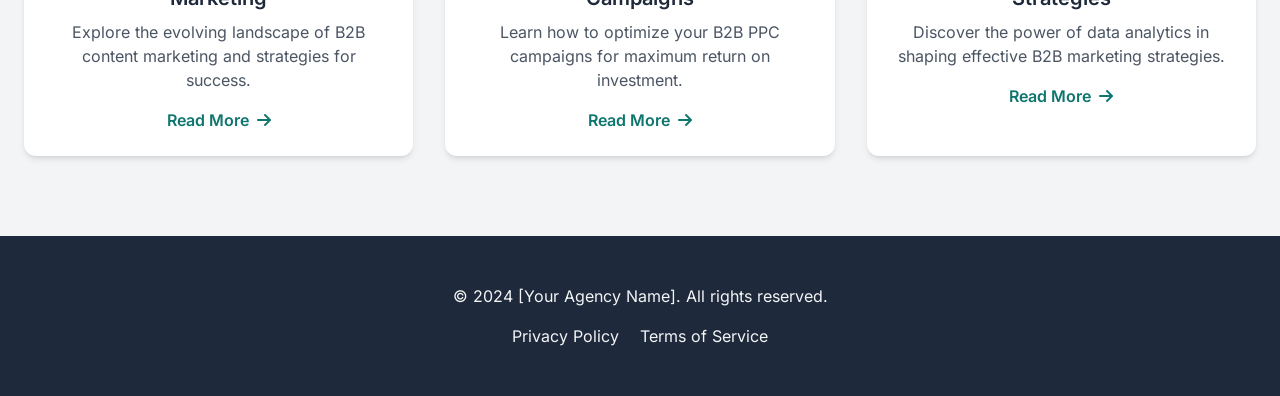 Marketing
Explore the evolving landscape of B2B
content marketing and strategies for
success.
Read More →
Campaigns
Learn how to optimize your B2B PPC
campaigns for maximum return on
investment.
Read More →
Strategies
Discover the power of data analytics in
shaping effective B2B marketing strategies.
Read More →
© 2024 [Your Agency Name]. All rights reserved.
Privacy Policy Terms of Service